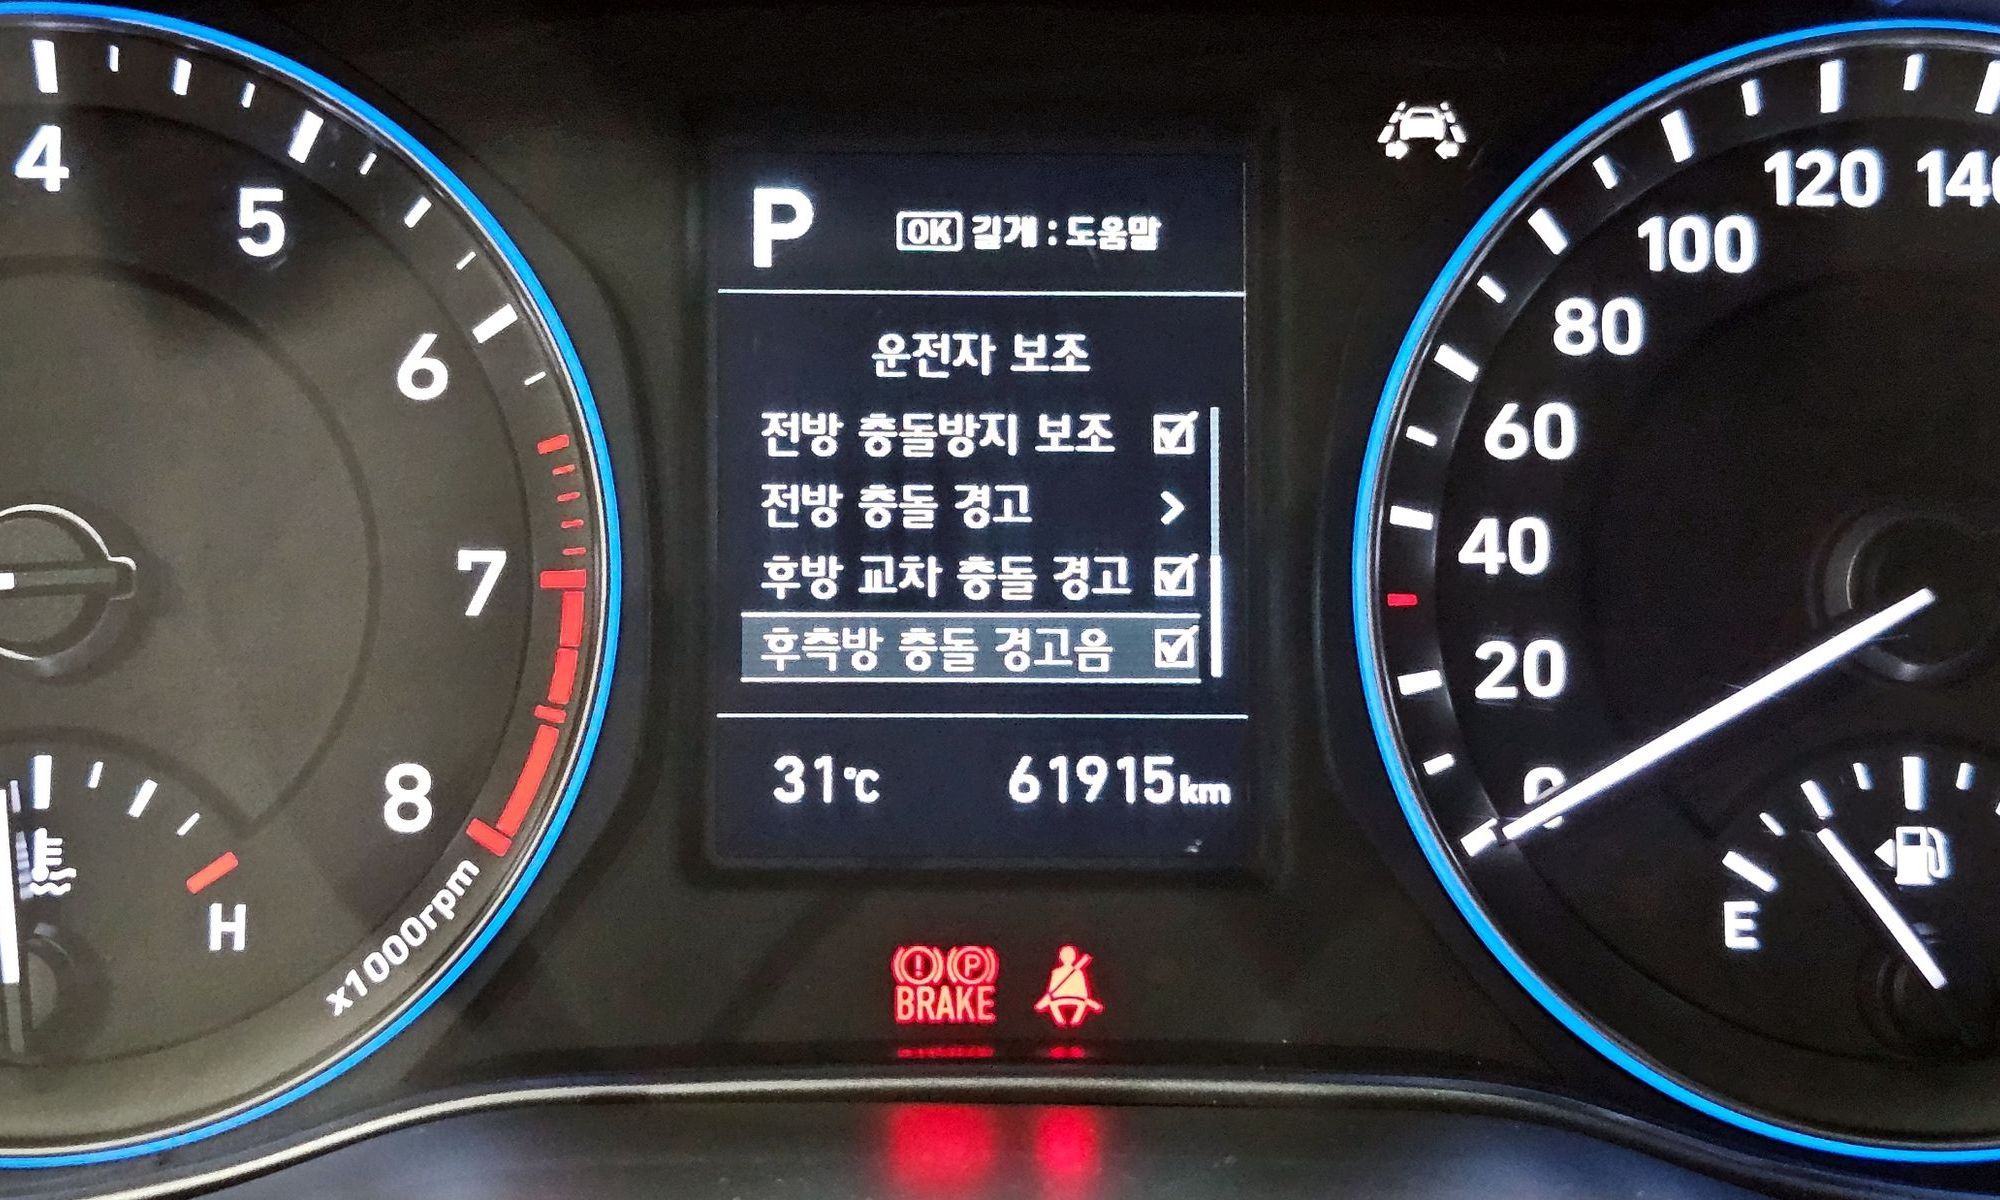 4
5
6
7
8
x1000rpm
H
P
OK 길게 : 도움말
운전자 보조
전방 충돌방지 보조
전방 충돌 경고 >
후방 교차 충돌 경고
후측방 충돌 경고음
31℃ 61915km
(!) (P)
BRAKE
140
120
100
80
60
40
20
0
E